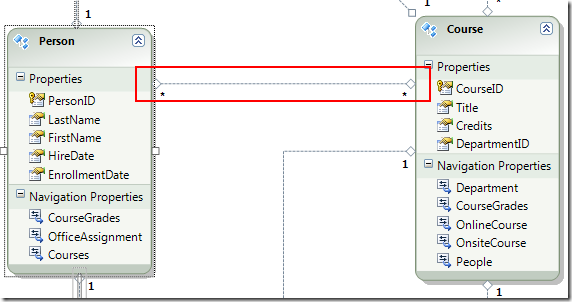 1
*
Person
Properties
PersonID
LastName
FirstName
HireDate
EnrollmentDate
Navigation Properties
CourseGrades
OfficeAssignment
Courses
1
*
*
1
Course
Properties
CourseID
Title
Credits
DepartmentID
Navigation Properties
Department
CourseGrades
OnlineCourse
OnsiteCourse
People
1